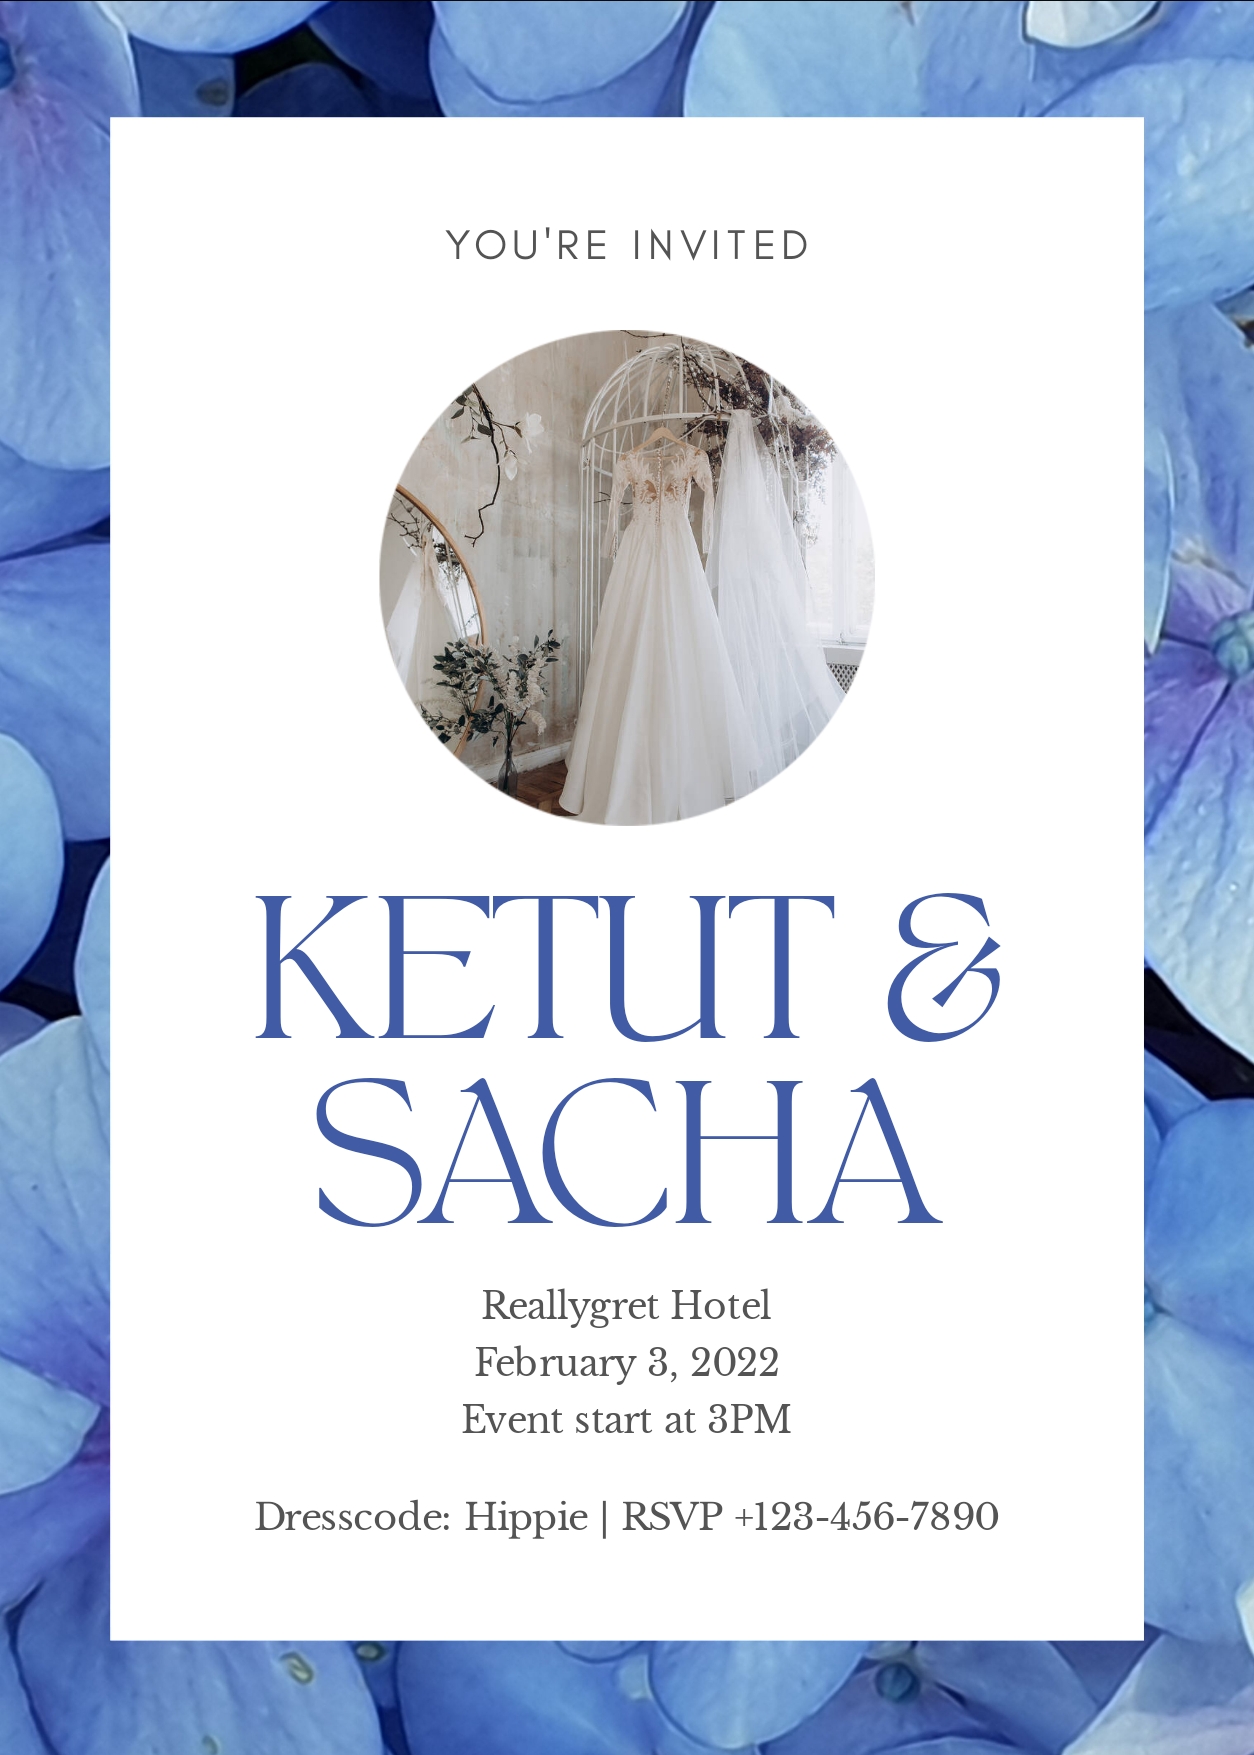 YOU'RE INVITED
KETUT &
SACHA
Reallygret Hotel
February 3, 2022
Event start at 3PM
Dresscode: Hippie | RSVP +123-456-7890